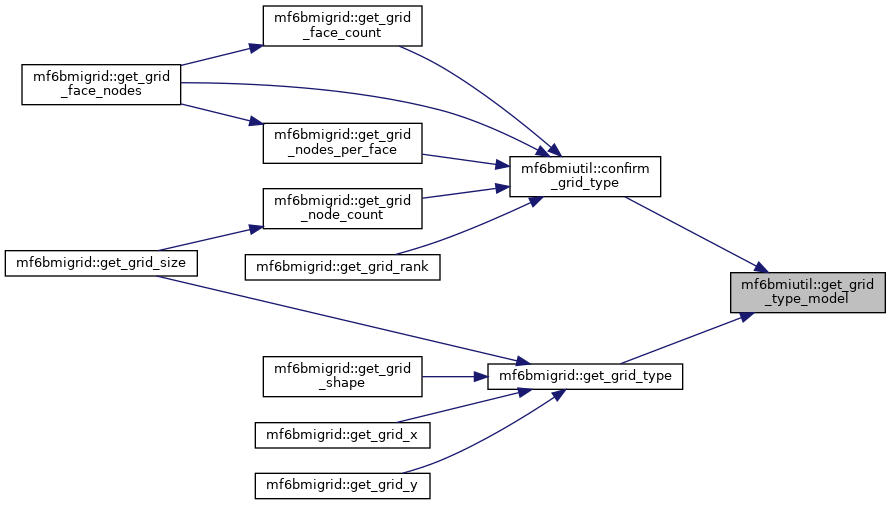 mf6bmigrid::get_grid
_face_count
mf6bmigrid::get_grid
_face_nodes
mf6bmigrid::get_grid
_nodes_per_face
mf6bmiutil::confirm
_grid_type
mf6bmigrid::get_grid
_node_count
mf6bmigrid::get_grid_size
mf6bmigrid::get_grid_rank
mf6bmiutil::get_grid
_type_model
mf6bmigrid::get_grid
_shape
mf6bmigrid::get_grid_type
mf6bmigrid::get_grid_x
mf6bmigrid::get_grid_y